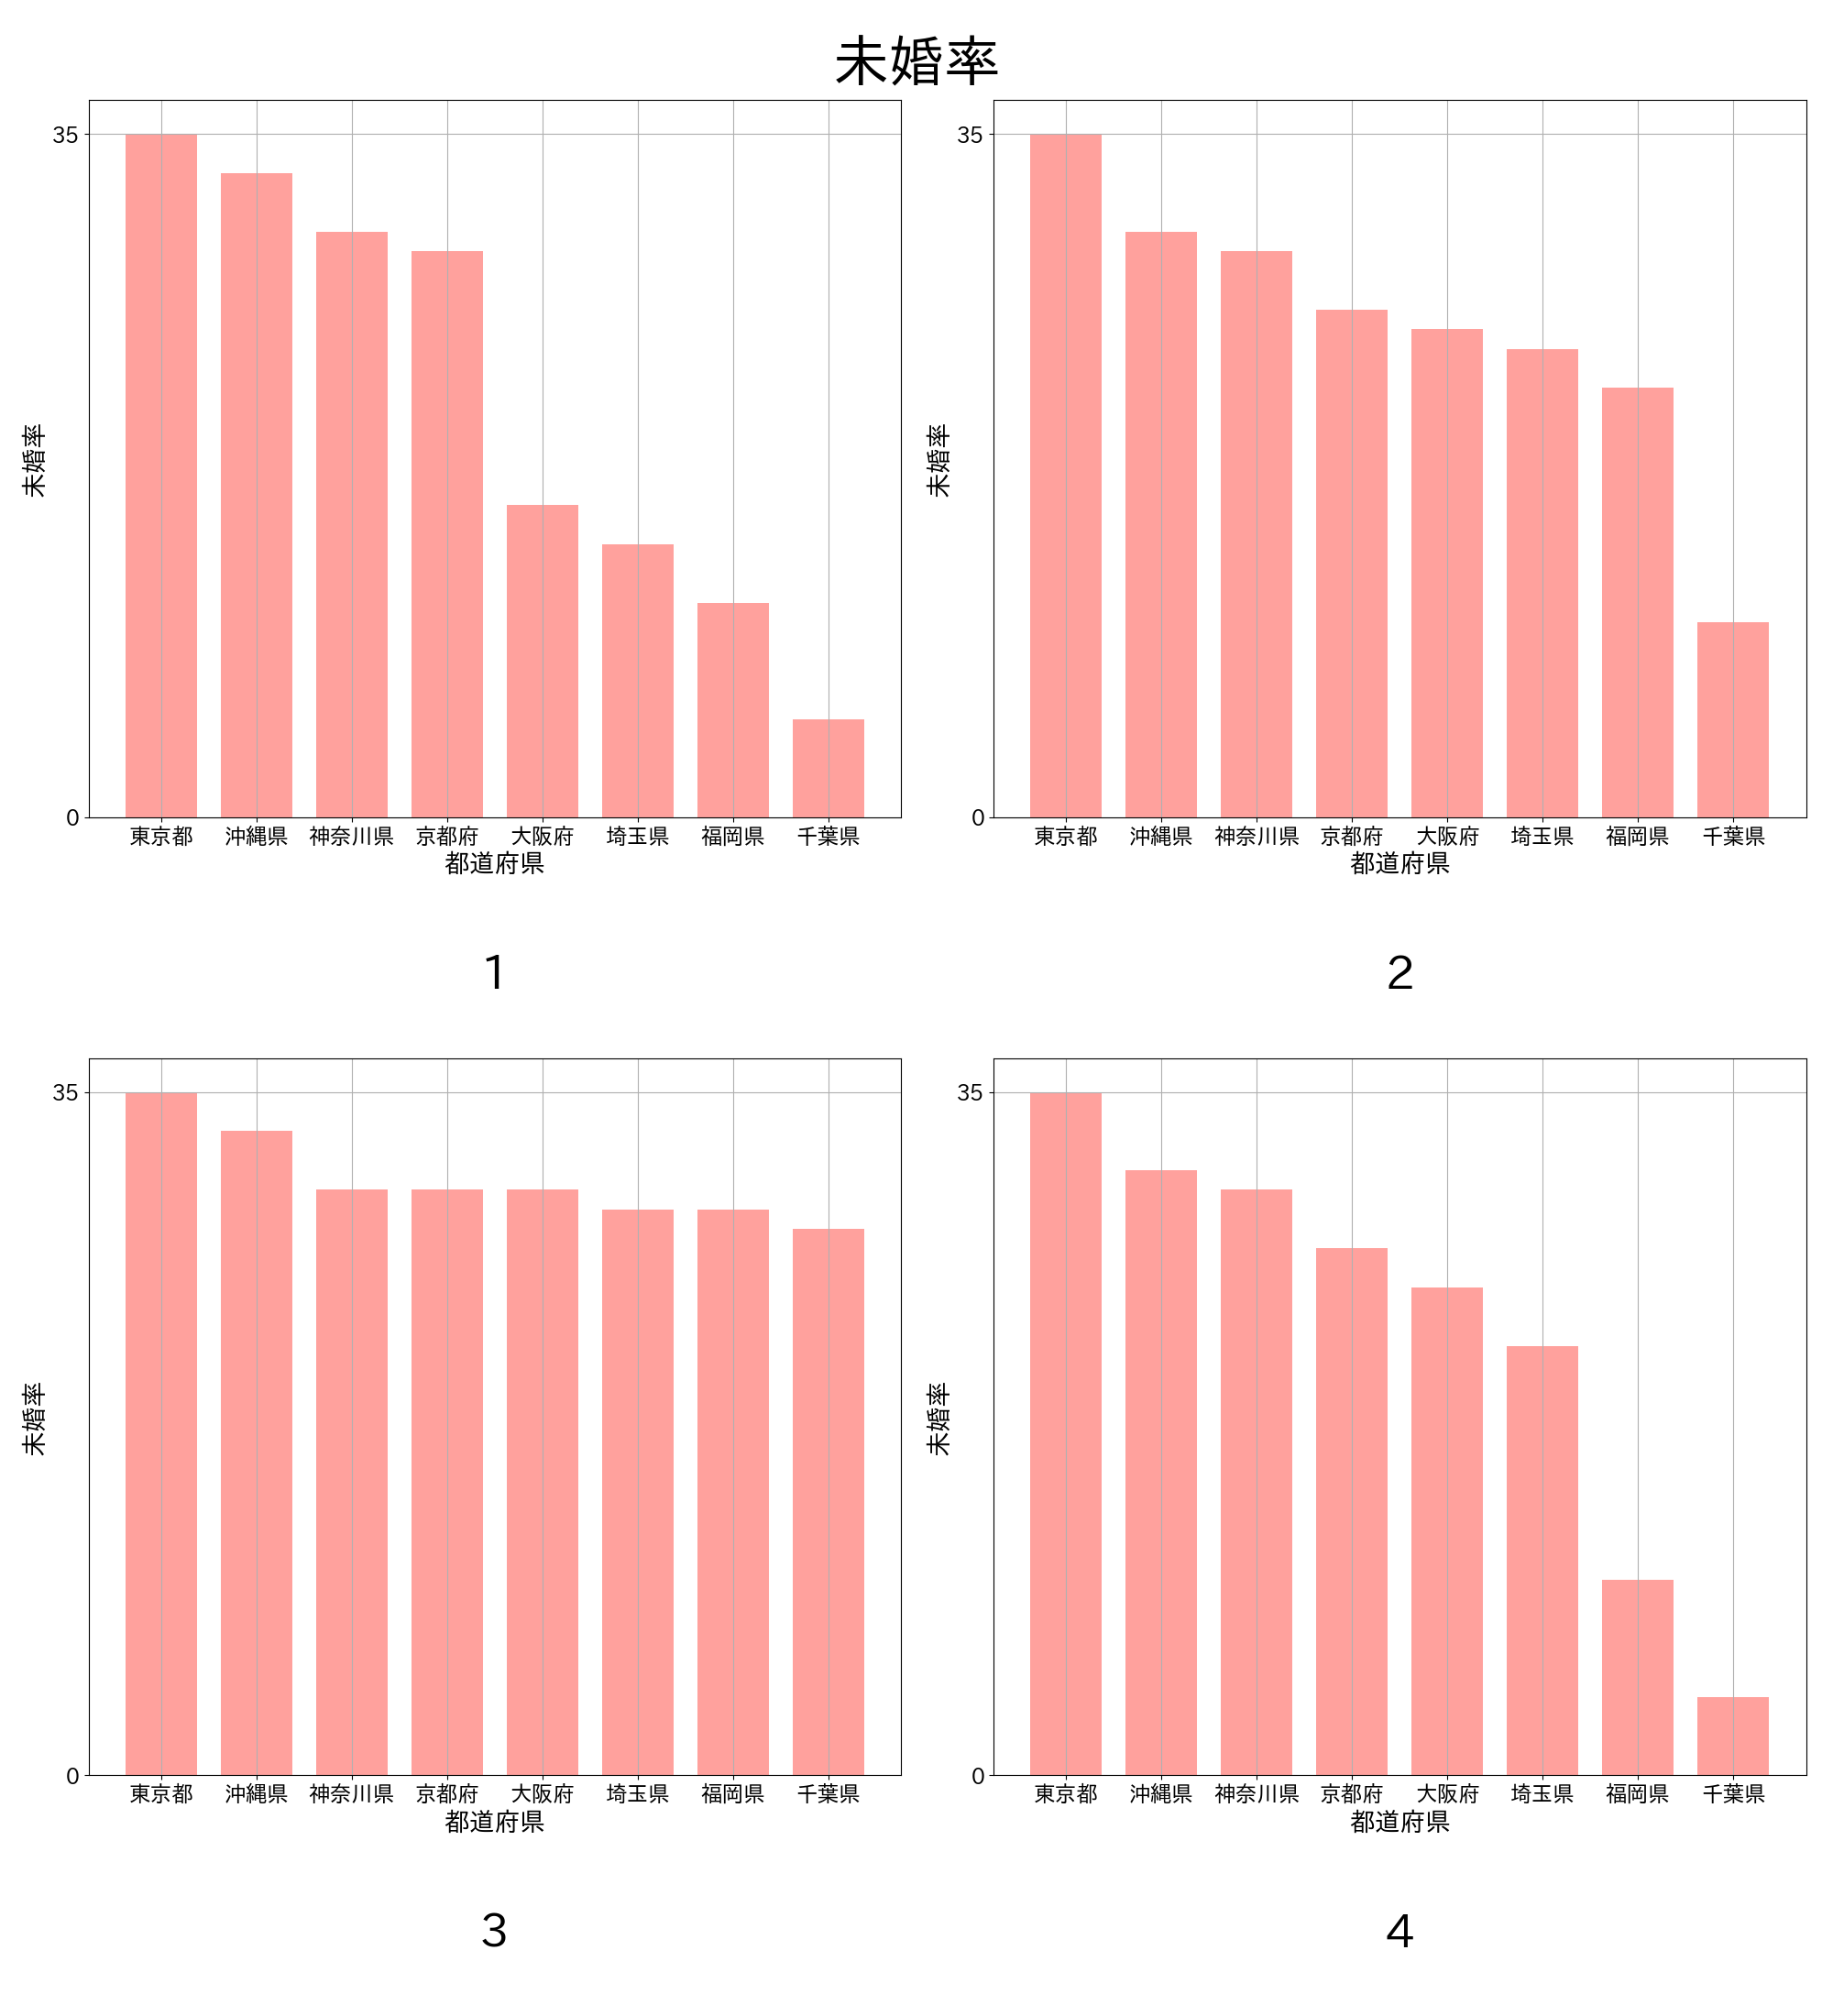 未婚率
35
0
未婚率
東京都 沖縄県 神奈川県 京都府 大阪府 埼玉県 福岡県 千葉県
都道府県
1
35
0
未婚率
東京都 沖縄県 神奈川県 京都府 大阪府 埼玉県 福岡県 千葉県
都道府県
2
35
0
未婚率
東京都 沖縄県 神奈川県 京都府 大阪府 埼玉県 福岡県 千葉県
都道府県
3
35
0
未婚率
東京都 沖縄県 神奈川県 京都府 大阪府 埼玉県 福岡県 千葉県
都道府県
4